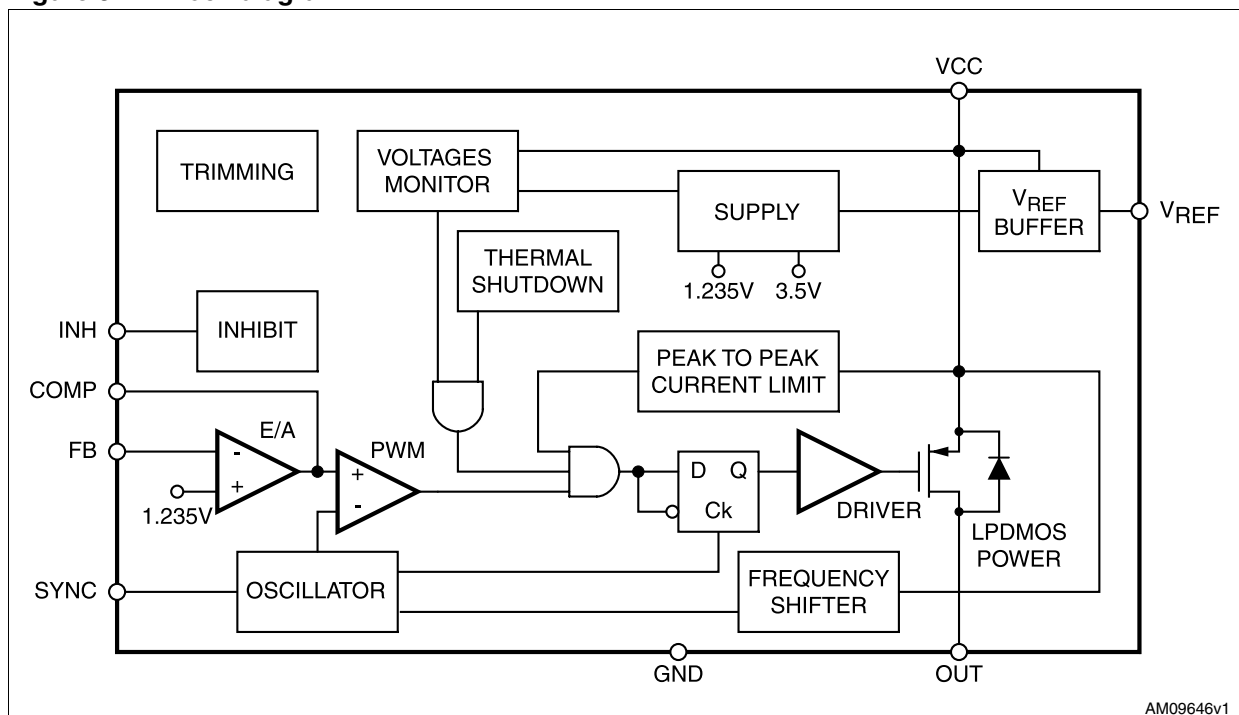 VCC
TRIMMING
VOLTAGES
MONITOR
SUPPLY
VREF
BUFFER
VREF
THERMAL
SHUTDOWN
1.235V 3.5V
INH
INHIBIT
PEAK TO PEAK
CURRENT LIMIT
COMP
E/A
FB
-
+
1.235V
PWM
+
-
D Q
Ck
DRIVER
LPDMOS
POWER
SYNC
OSCILLATOR
FREQUENCY
SHIFTER
GND
OUT
AM09646v1